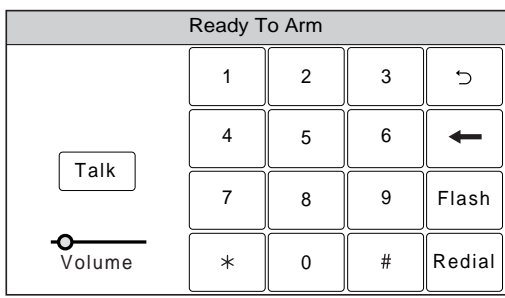 Ready To Arm
1 2 3
4 5 6
Talk
7 8 9 Flash
Volume
* 0 # Redial